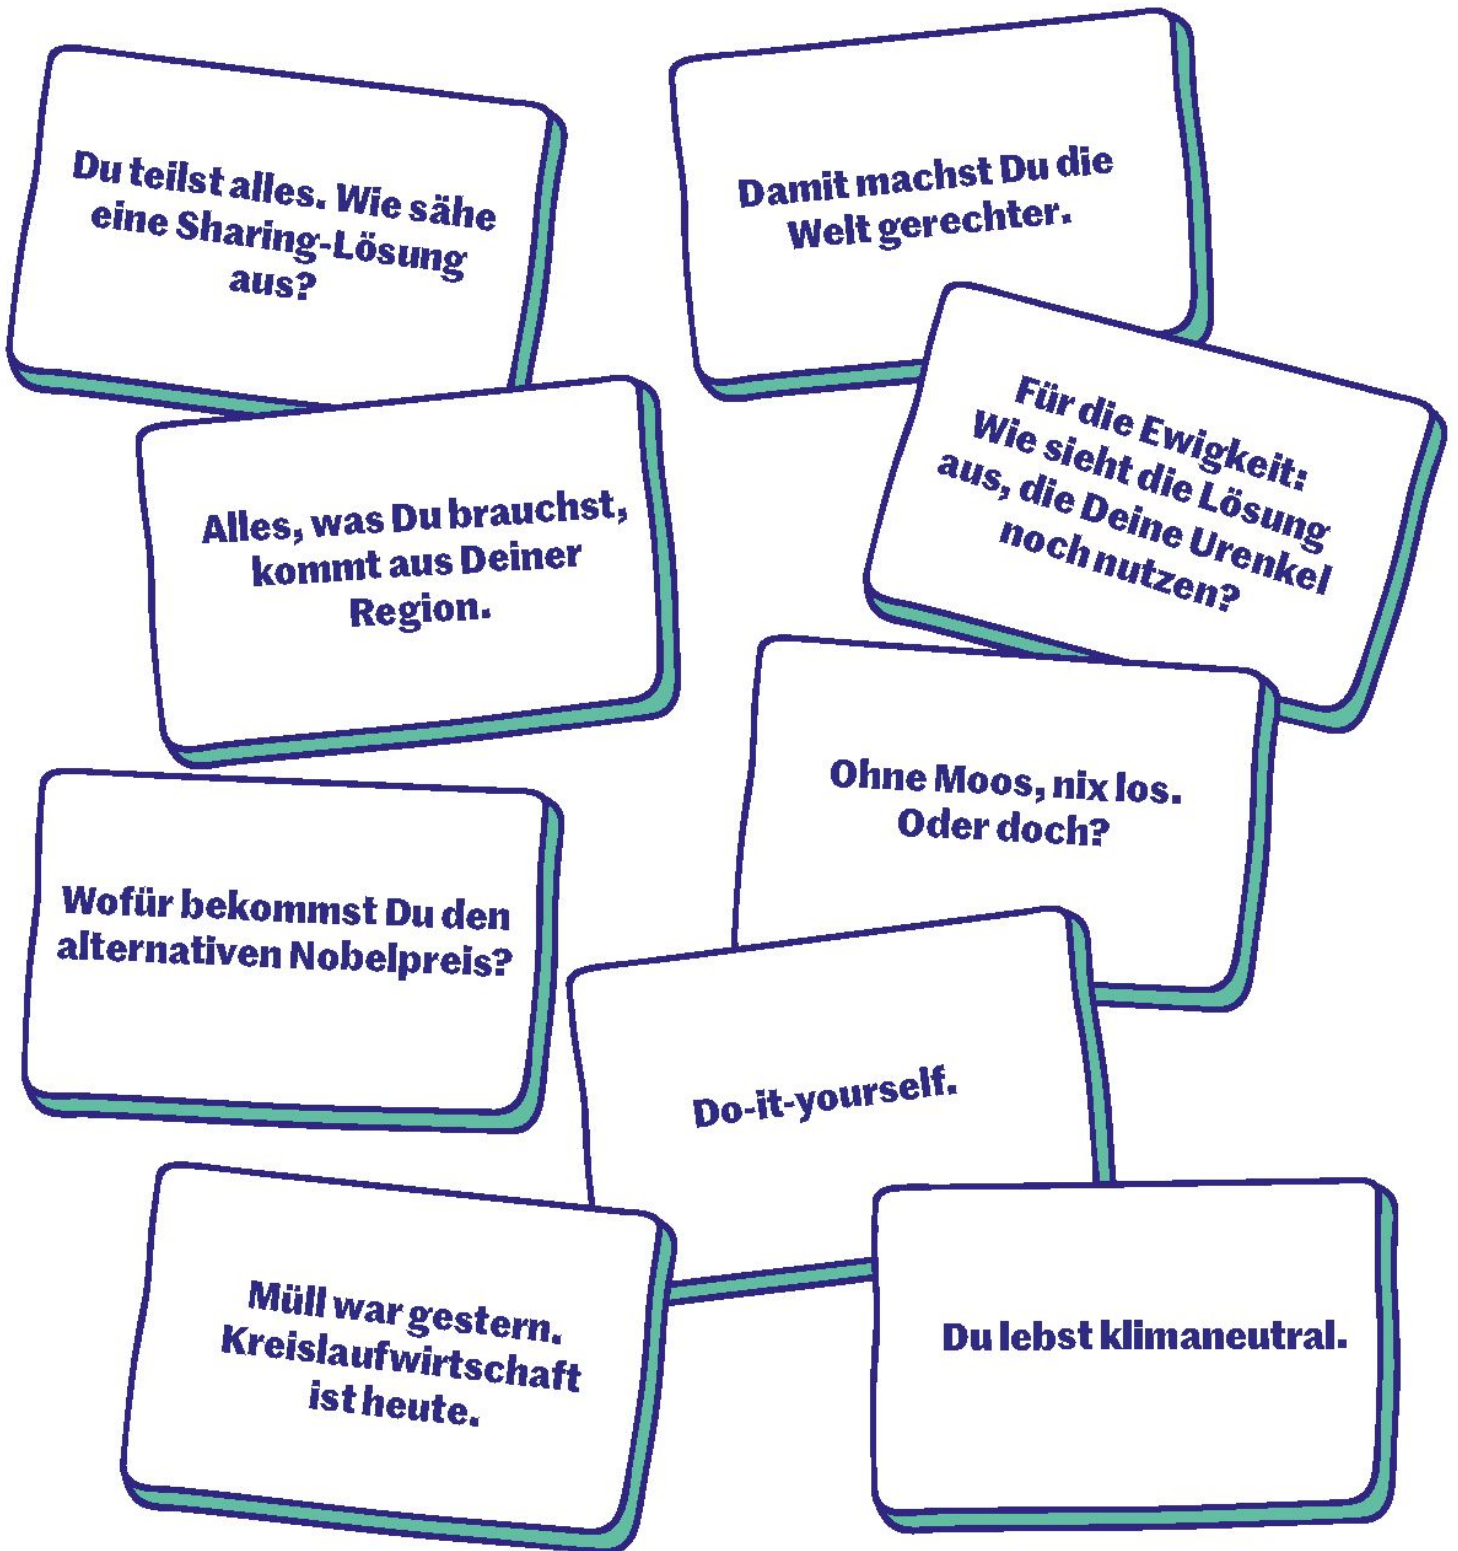 Du teilst alles. Wie sähe
eine Sharing-Lösung
aus?
Damit machst Du die
Welt gerechter.
Alles, was Du brauchst,
kommt aus Deiner
Region.
Für die Ewigkeit:
Wie sieht die Lösung
aus, die Deine Urenkel
noch nutzen?
Ohne Moos, nix los.
Oder doch?
Wofür bekommst Du den
alternativen Nobelpreis?
Do-it-yourself.
Müll war gestern.
Kreislaufwirtschaft
ist heute.
Du lebst klimaneutral.